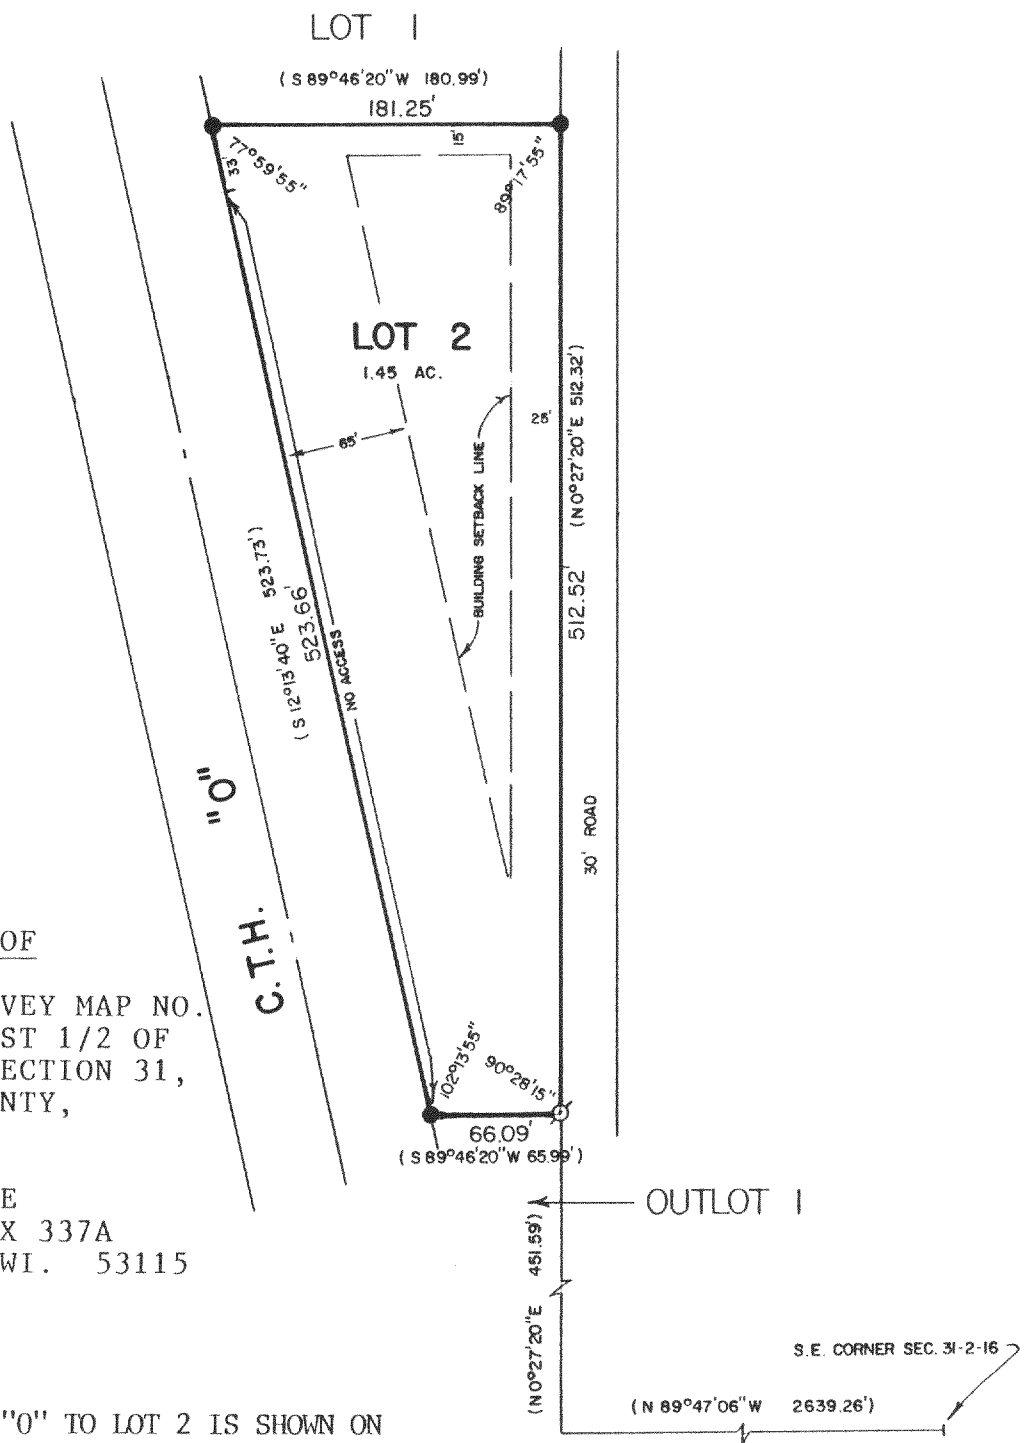 LOT 1
( S 89°46'20"W 180.99')
181.25'
15'
77°59'55"
33'
89°17'55"
LOT 2
1.45 AC.
65'
25'
BUILDING SETBACK LINE
(N0°27'20"E 512.32')
512.52'
( S 12°13'40"E 523.73')
523.66'
NO ACCESS
30' ROAD
C.T.H. "O"
OF
VEY MAP NO.
ST 1/2 OF
ECTION 31,
NTY,
102°13'55"
90°28'15"
66.09'
( S 89°46'20"W 65.99')
E
X 337A
WI. 53115
OUTLOT 1
(N0°27'20"E 451.59')
S.E. CORNER SEC. 31-2-16
( N 89°47'06"W 2639.26')
"O" TO LOT 2 IS SHOWN ON